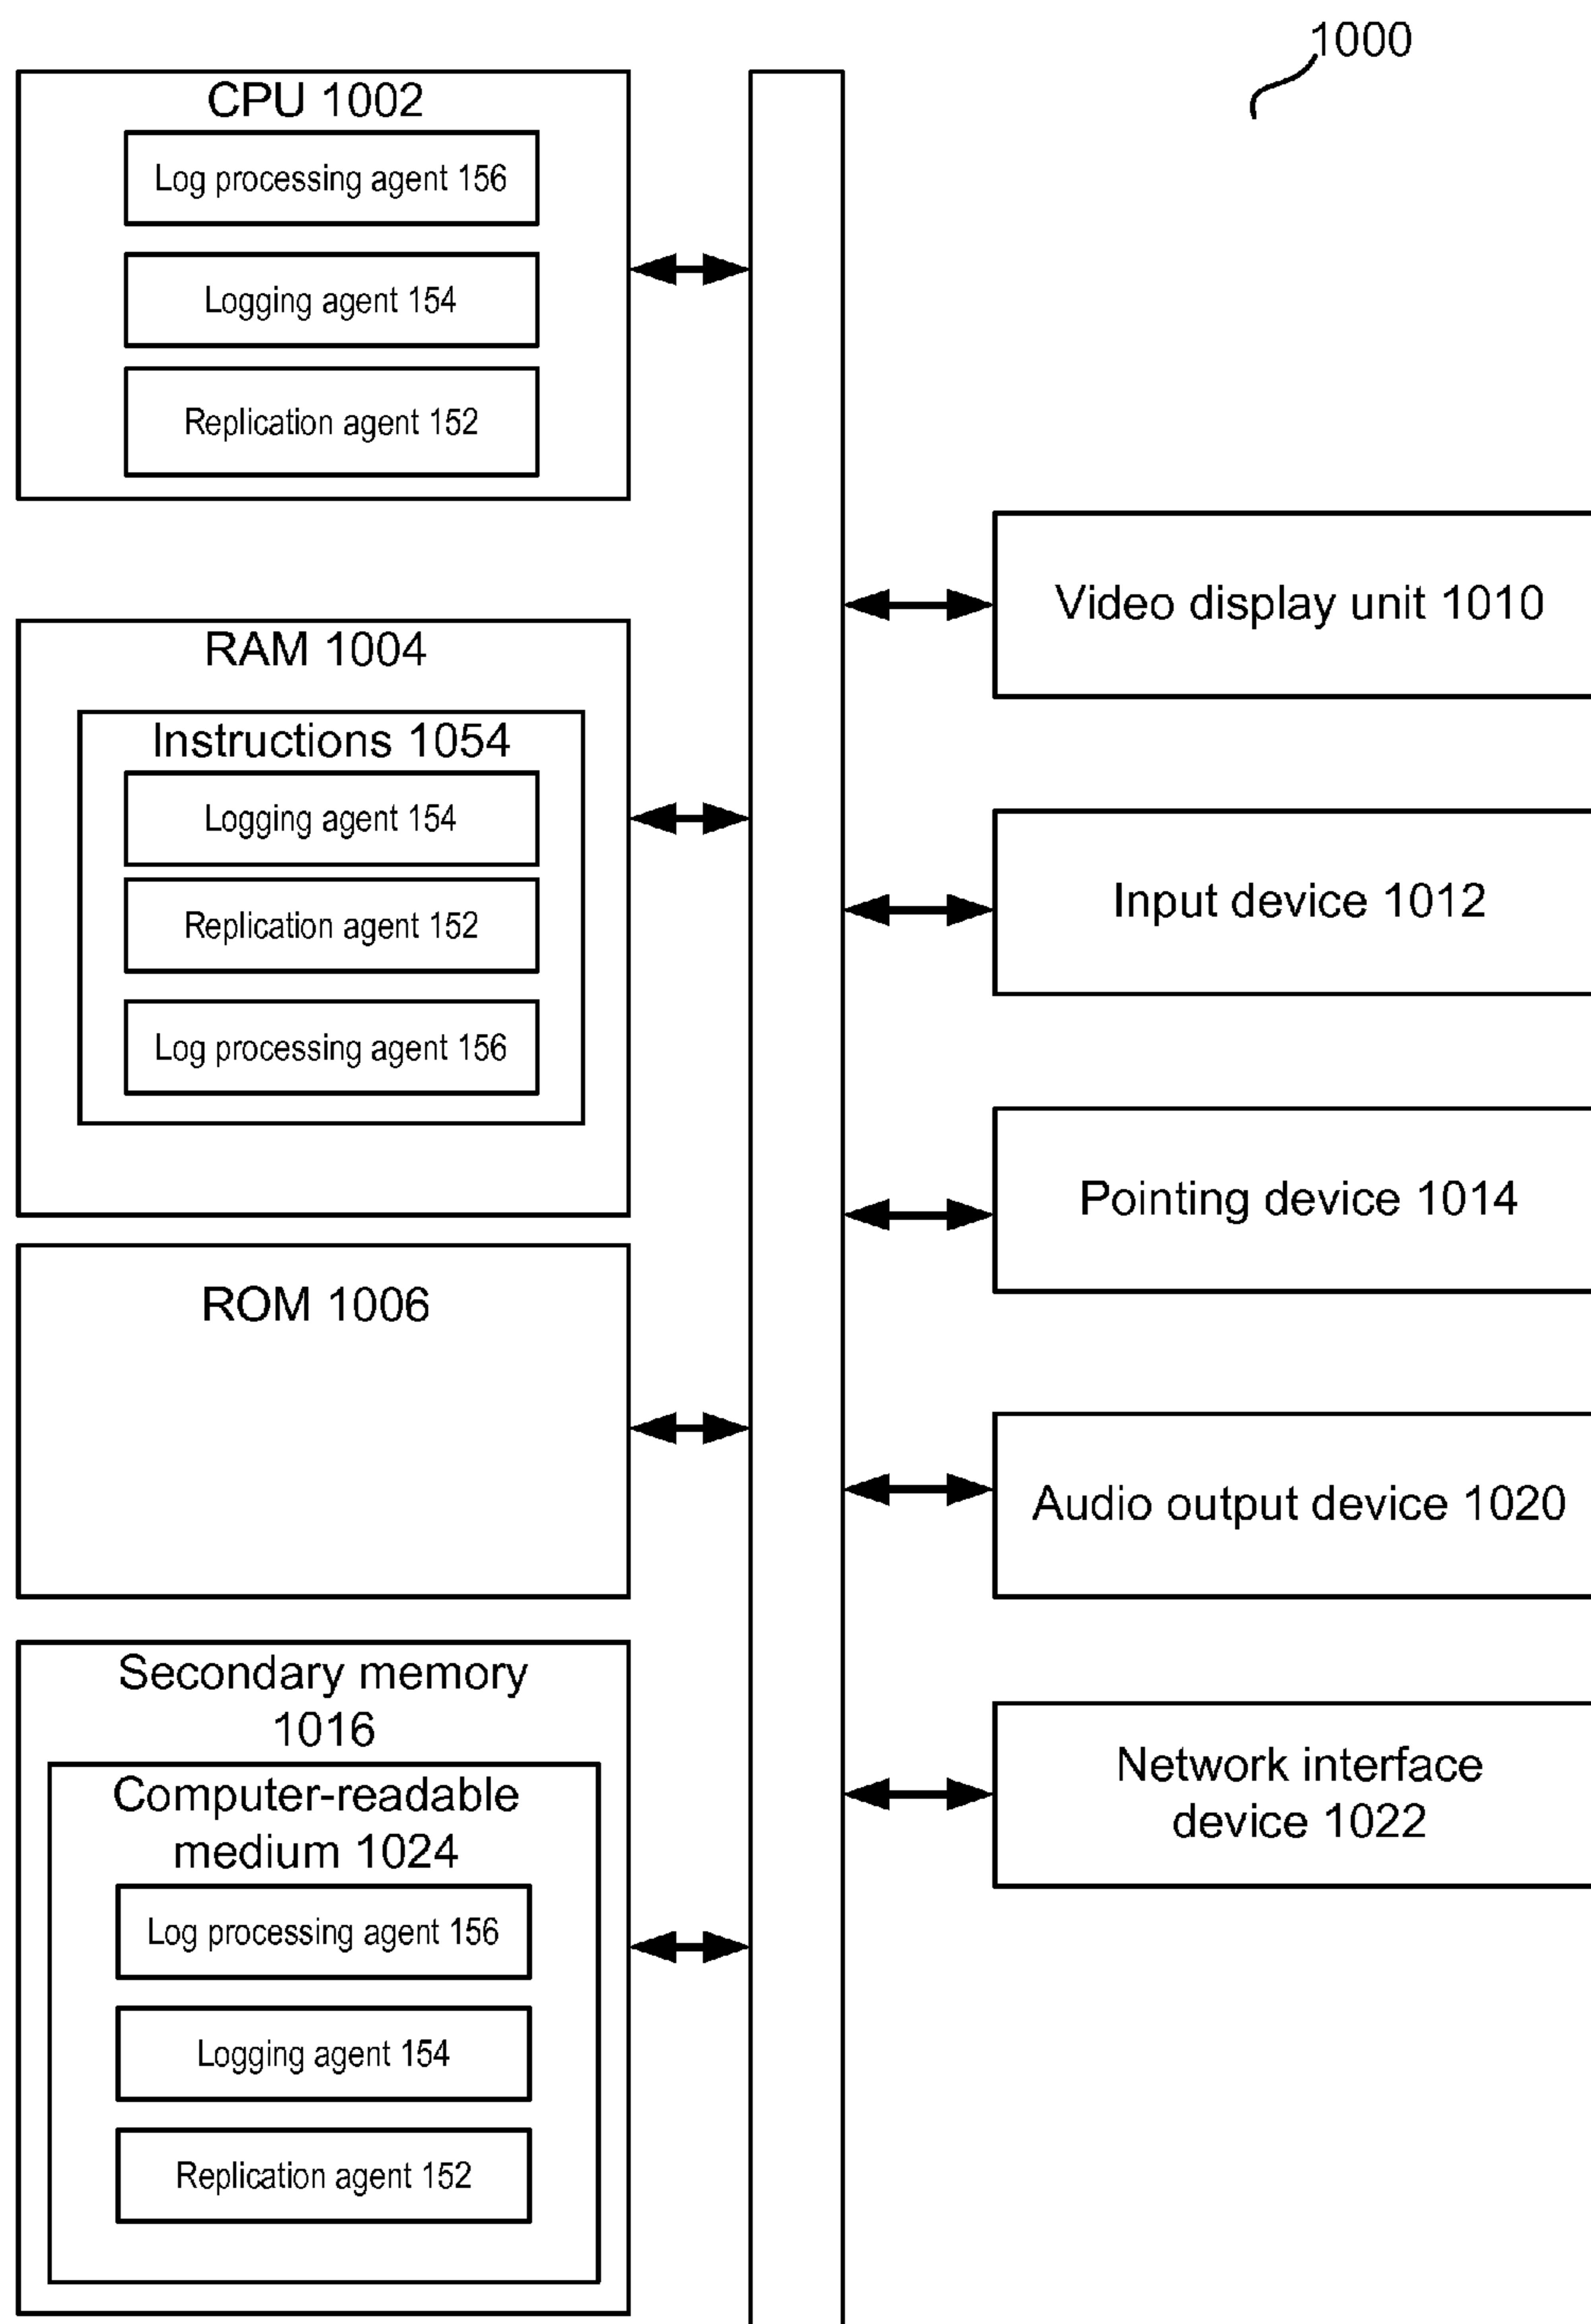 1000
CPU 1002
Log processing agent 156
Logging agent 154
Replication agent 152
RAM 1004
Instructions 1054
Logging agent 154
Replication agent 152
Log processing agent 156
ROM 1006
Secondary memory
1016
Computer-readable
medium 1024
Log processing agent 156
Logging agent 154
Replication agent 152
Video display unit 1010
Input device 1012
Pointing device 1014
Audio output device 1020
Network interface
device 1022